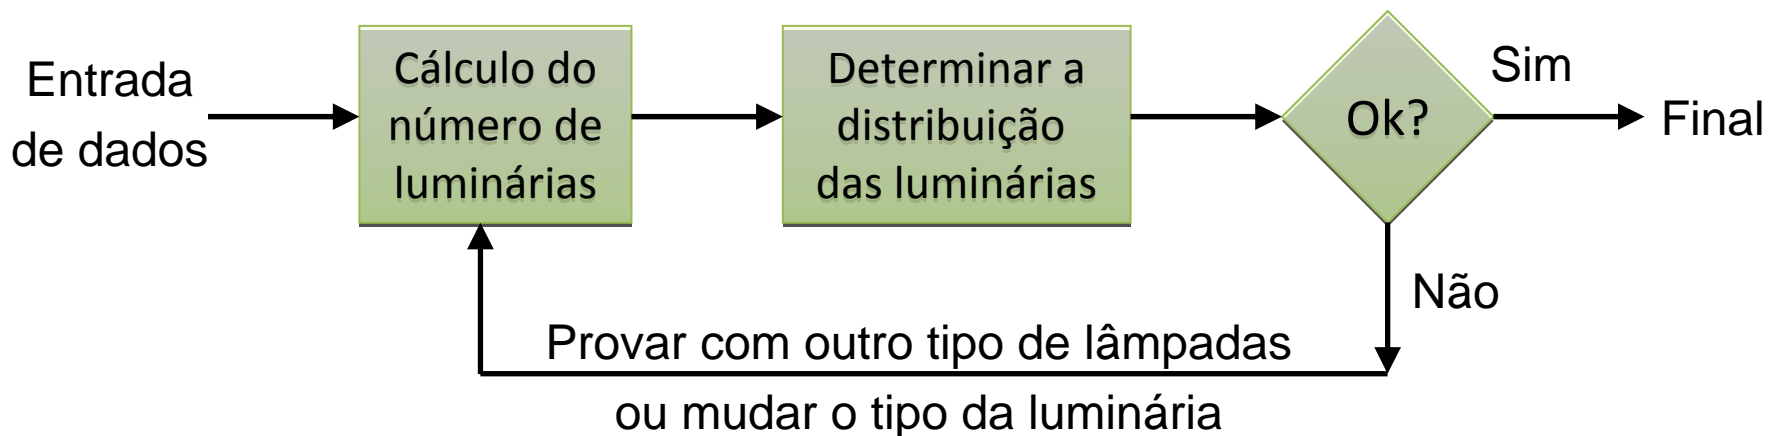 Entrada
de dados
Cálculo do
número de
luminárias
Determinar a
distribuição
das luminárias
Ok?
Sim
Final
Não
Provar com outro tipo de lâmpadas
ou mudar o tipo da luminária